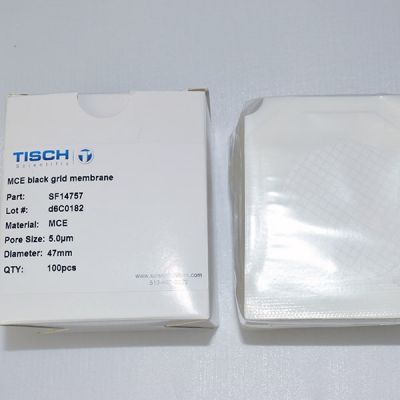 TISCH
Scientific
MCE black grid membrane
Part: SF14757
Lot #: d6C0182
Material: MCE
Pore Size: 5.0µm
Diameter: 47mm
QTY: 100pcs